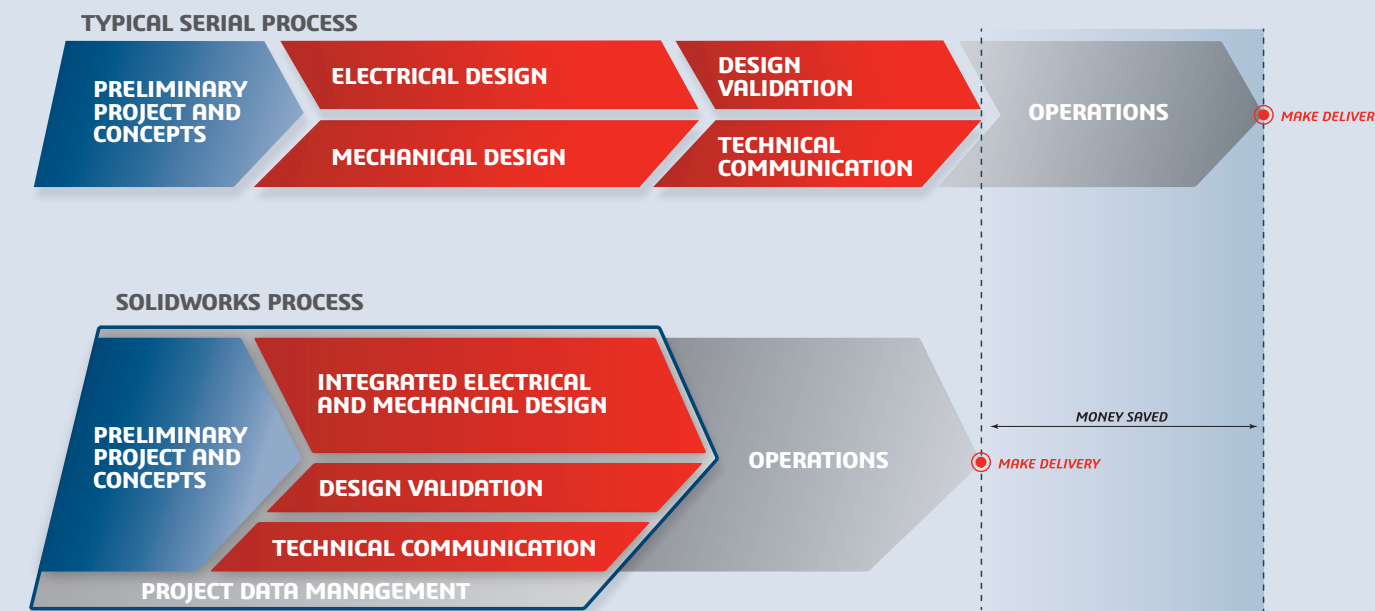 TYPICAL SERIAL PROCESS
PRELIMINARY
PROJECT AND
CONCEPTS
ELECTRICAL DESIGN
MECHANICAL DESIGN
DESIGN
VALIDATION
TECHNICAL
COMMUNICATION
OPERATIONS
MAKE DELIVER
SOLIDWORKS PROCESS
PRELIMINARY
PROJECT AND
CONCEPTS
INTEGRATED ELECTRICAL
AND MECHANCIAL DESIGN
DESIGN VALIDATION
TECHNICAL COMMUNICATION
PROJECT DATA MANAGEMENT
OPERATIONS
MAKE DELIVERY
MONEY SAVED